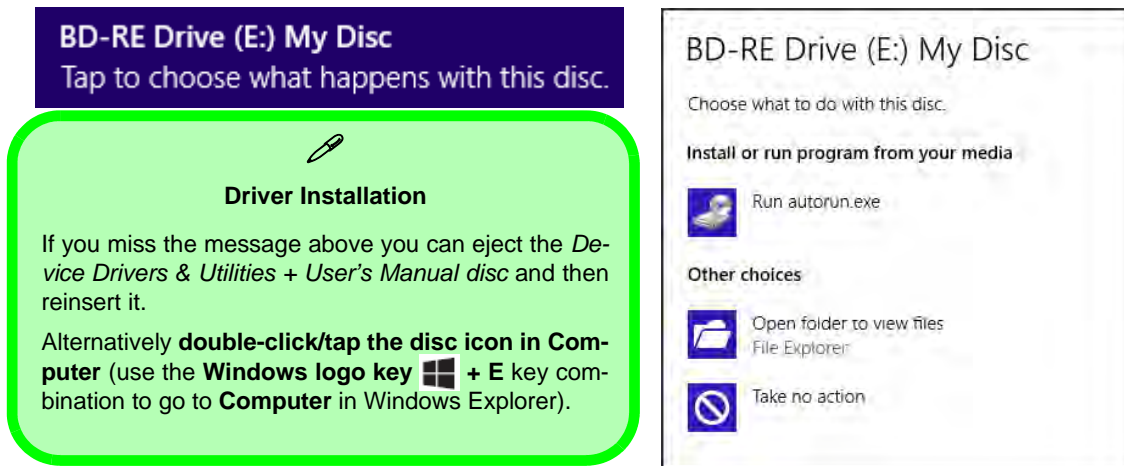 BD-RE Drive (E:) My Disc
Tap to choose what happens with this disc.
Driver Installation
If you miss the message above you can eject the De-
vice Drivers & Utilities + User’s Manual disc and then
reinsert it.
Alternatively double-click/tap the disc icon in Com-
puter (use the Windows logo key + E key com-
bination to go to Computer in Windows Explorer).
BD-RE Drive (E:) My Disc
Choose what to do with this disc.
Install or run program from your media
Run autorun.exe
Other choices
Open folder to view files
File Explorer
Take no action